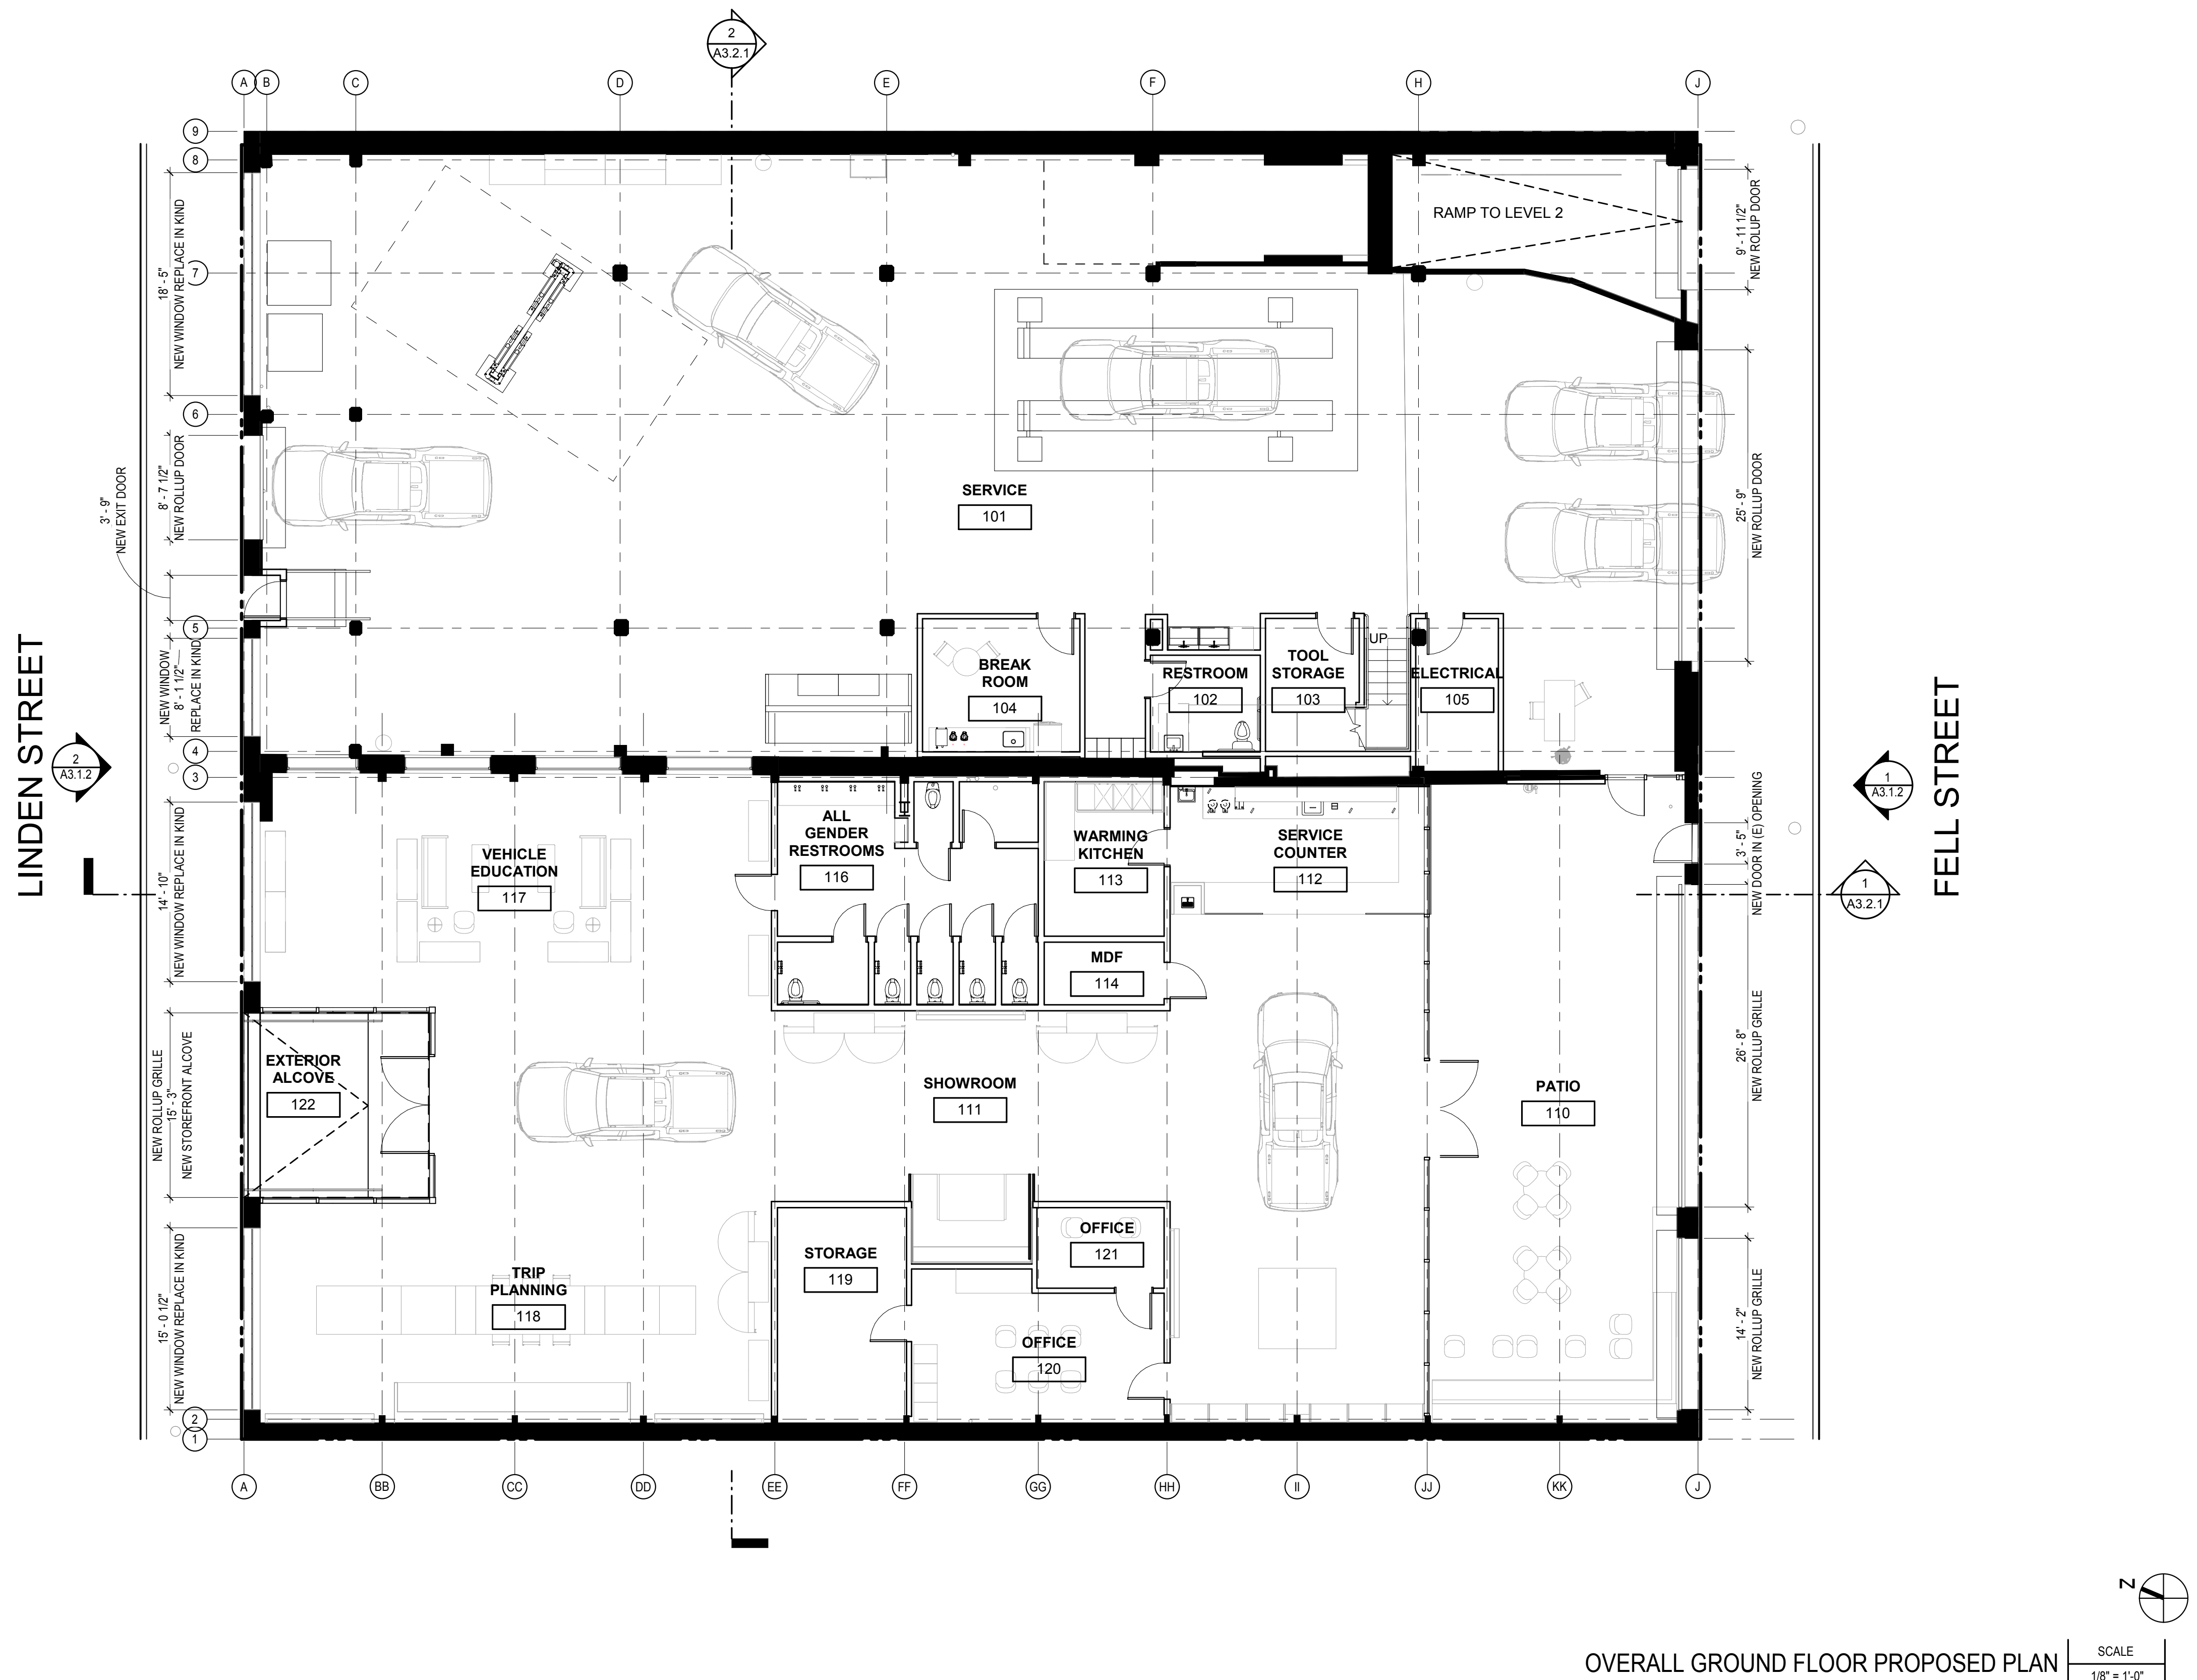 2
A3.2.1
A
B
C
D
E
F
H
J
9
8
7
6
5
4
3
2
1
18' - 5"
NEW WINDOW REPLACE IN KIND
8' - 7 1/2"
NEW ROLLUP DOOR
3' - 9"
NEW EXIT DOOR
NEW WINDOW
8' - 1 1/2"
REPLACE IN KIND
14' - 10"
NEW WINDOW REPLACE IN KIND
NEW ROLLUP GRILLE
15' - 3"
NEW STOREFRONT ALCOVE
15' - 0 1/2"
NEW WINDOW REPLACE IN KIND
LINDEN STREET
2
A3.1.2
RAMP TO LEVEL 2
SERVICE
101
BREAK
ROOM
104
RESTROOM
102
TOOL
STORAGE
103
UP
ELECTRICAL
105
VEHICLE
EDUCATION
117
ALL
GENDER
RESTROOMS
116
WARMING
KITCHEN
113
SERVICE
COUNTER
112
MDF
114
EXTERIOR
ALCOVE
122
SHOWROOM
111
PATIO
110
TRIP
PLANNING
118
STORAGE
119
OFFICE
121
OFFICE
120
9' - 11 1/2"
NEW ROLUP DOOR
25' - 9"
NEW ROLLUP DOOR
3' - 5"
NEW DOOR IN (E) OPENING
26' - 8"
NEW ROLLUP GRILLE
14' - 2"
NEW ROLLUP GRILLE
1
A3.1.2
1
A3.2.1
FELL STREET
A
BB
CC
DD
EE
FF
GG
HH
II
JJ
KK
J
N
OVERALL GROUND FLOOR PROPOSED PLAN
SCALE
1/8" = 1'-0"